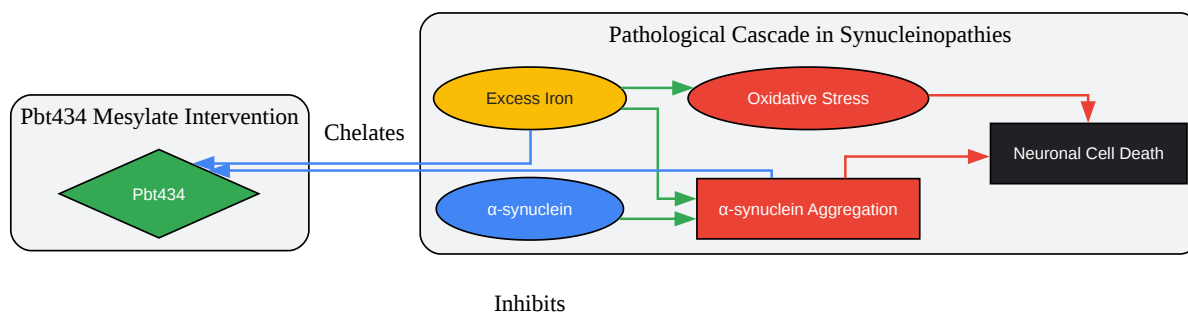 Pathological Cascade in Synucleinopathies
Excess Iron
Oxidative Stress
Pbt434 Mesylate Intervention
Chelates
Neuronal Cell Death
Pbt434
α-synuclein
α-synuclein Aggregation
Inhibits